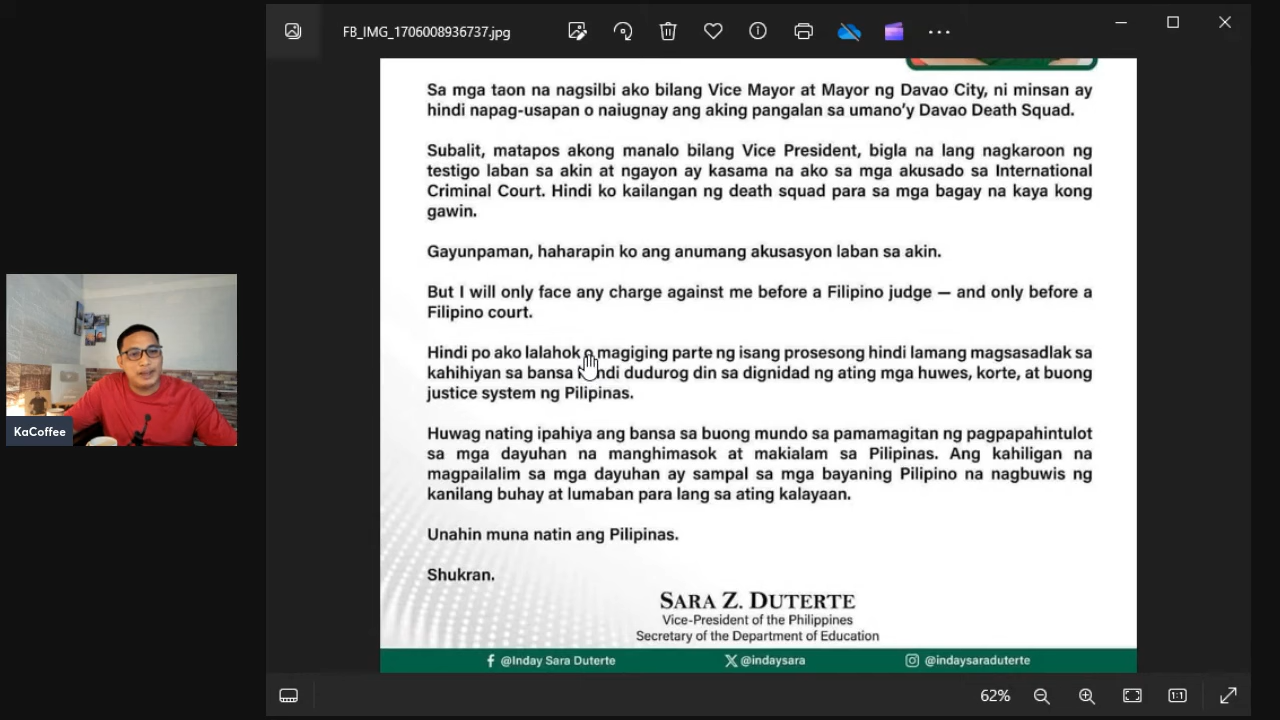 FB_IMG_1706008936737.jpg
Sa mga taon na nagsilbi ako bilang Vice Mayor at Mayor ng Davao City, ni minsan ay
hindi napag-usapan o naiugnay ang aking pangalan sa umano'y Davao Death Squad.
Subalit, matapos akong manalo bilang Vice President, bigla na lang nagkaroon ng
testigo laban sa akin at ngayon ay kasama na ako sa mga akusado sa International
Criminal Court. Hindi ko kailangan ng death squad para sa mga bagay na kaya kong
gawin.
Gayunpaman, haharapin ko ang anumang akusasyon laban sa akin.
But I will only face any charge against me before a Filipino judge — and only before a
Filipino court.
Hindi po ako lalahok o magiging parte ng isang prosesong hindi lamang magsasadlak sa
kahihiyan sa bansa kundi dudurog din sa dignidad ng ating mga huwes, korte, at buong
justice system ng Pilipinas.
Huwag nating ipahiya ang bansa sa buong mundo sa pamamagitan ng pagpapahintulot
sa mga dayuhan na manghimasok at makialam sa Pilipinas. Ang kahiligan na
magpailalim sa mga dayuhan ay sampal sa mga bayaning Pilipino na nagbuwis ng
kanilang buhay at lumaban para lang sa ating kalayaan.
Unahin muna natin ang Pilipinas.
Shukran.
SARA Z. DUTERTE
Vice-President of the Philippines
Secretary of the Department of Education
@Inday Sara Duterte
@indaysara
@indaysaraduterte
KaCoffee
62%
1:1